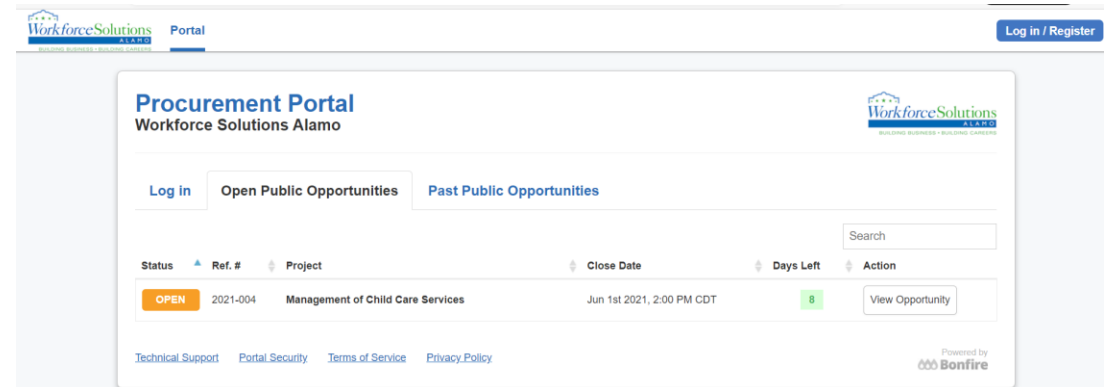 WorkforceSolutions
ALAMO
BUILDING BUSINESS • BUILDING CAREERS
Portal
Log in / Register
Procurement Portal
Workforce Solutions Alamo
WorkforceSolutions
ALAMO
BUILDING BUSINESS • BUILDING CAREERS
Log in Open Public Opportunities Past Public Opportunities
Search
Status Ref. # Project Close Date Days Left Action
OPEN 2021-004 Management of Child Care Services Jun 1st 2021, 2:00 PM CDT 8 View Opportunity
Technical Support Portal Security Terms of Service Privacy Policy
Powered by
Bonfire